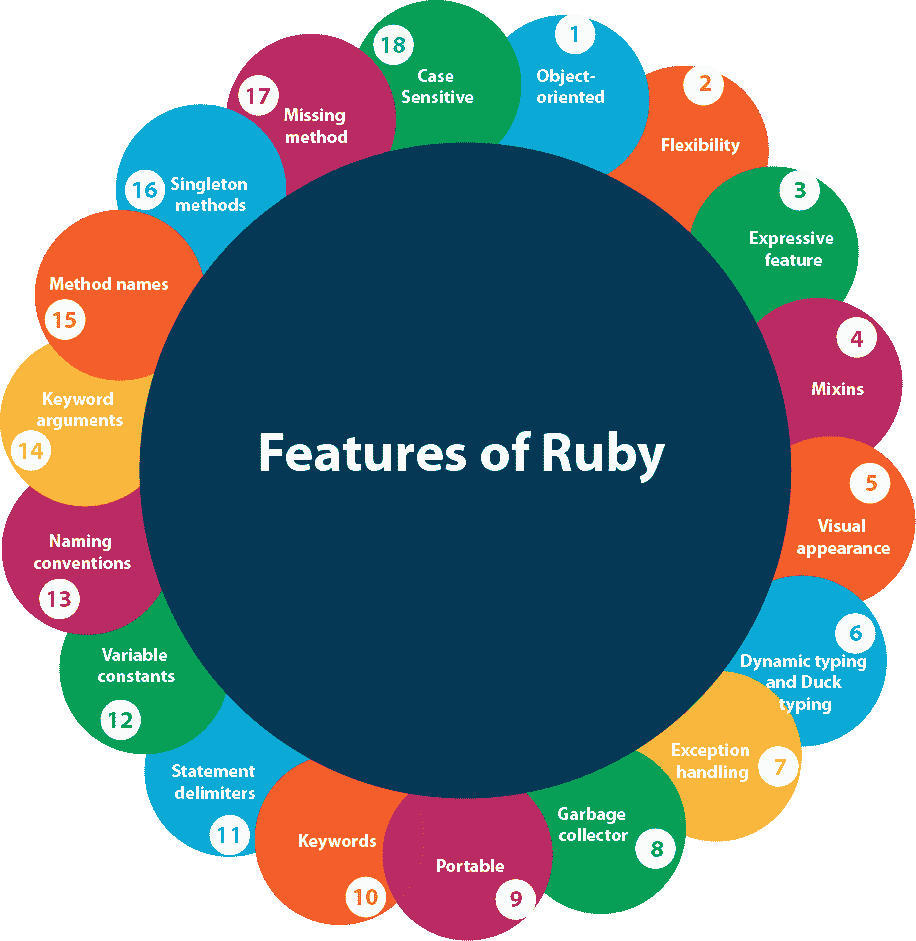 Features of Ruby
1
Object-
oriented
2
Flexibility
3
Expressive
feature
4
Mixins
5
Visual
appearance
6
Dynamic typing
and Duck
typing
7
Exception
handling
8
Garbage
collector
9
Portable
10
Keywords
11
Statement
delimiters
12
Variable
constants
13
Naming
conventions
14
Keyword
arguments
15
Method names
16
Singleton
methods
17
Missing
method
18
Case
Sensitive